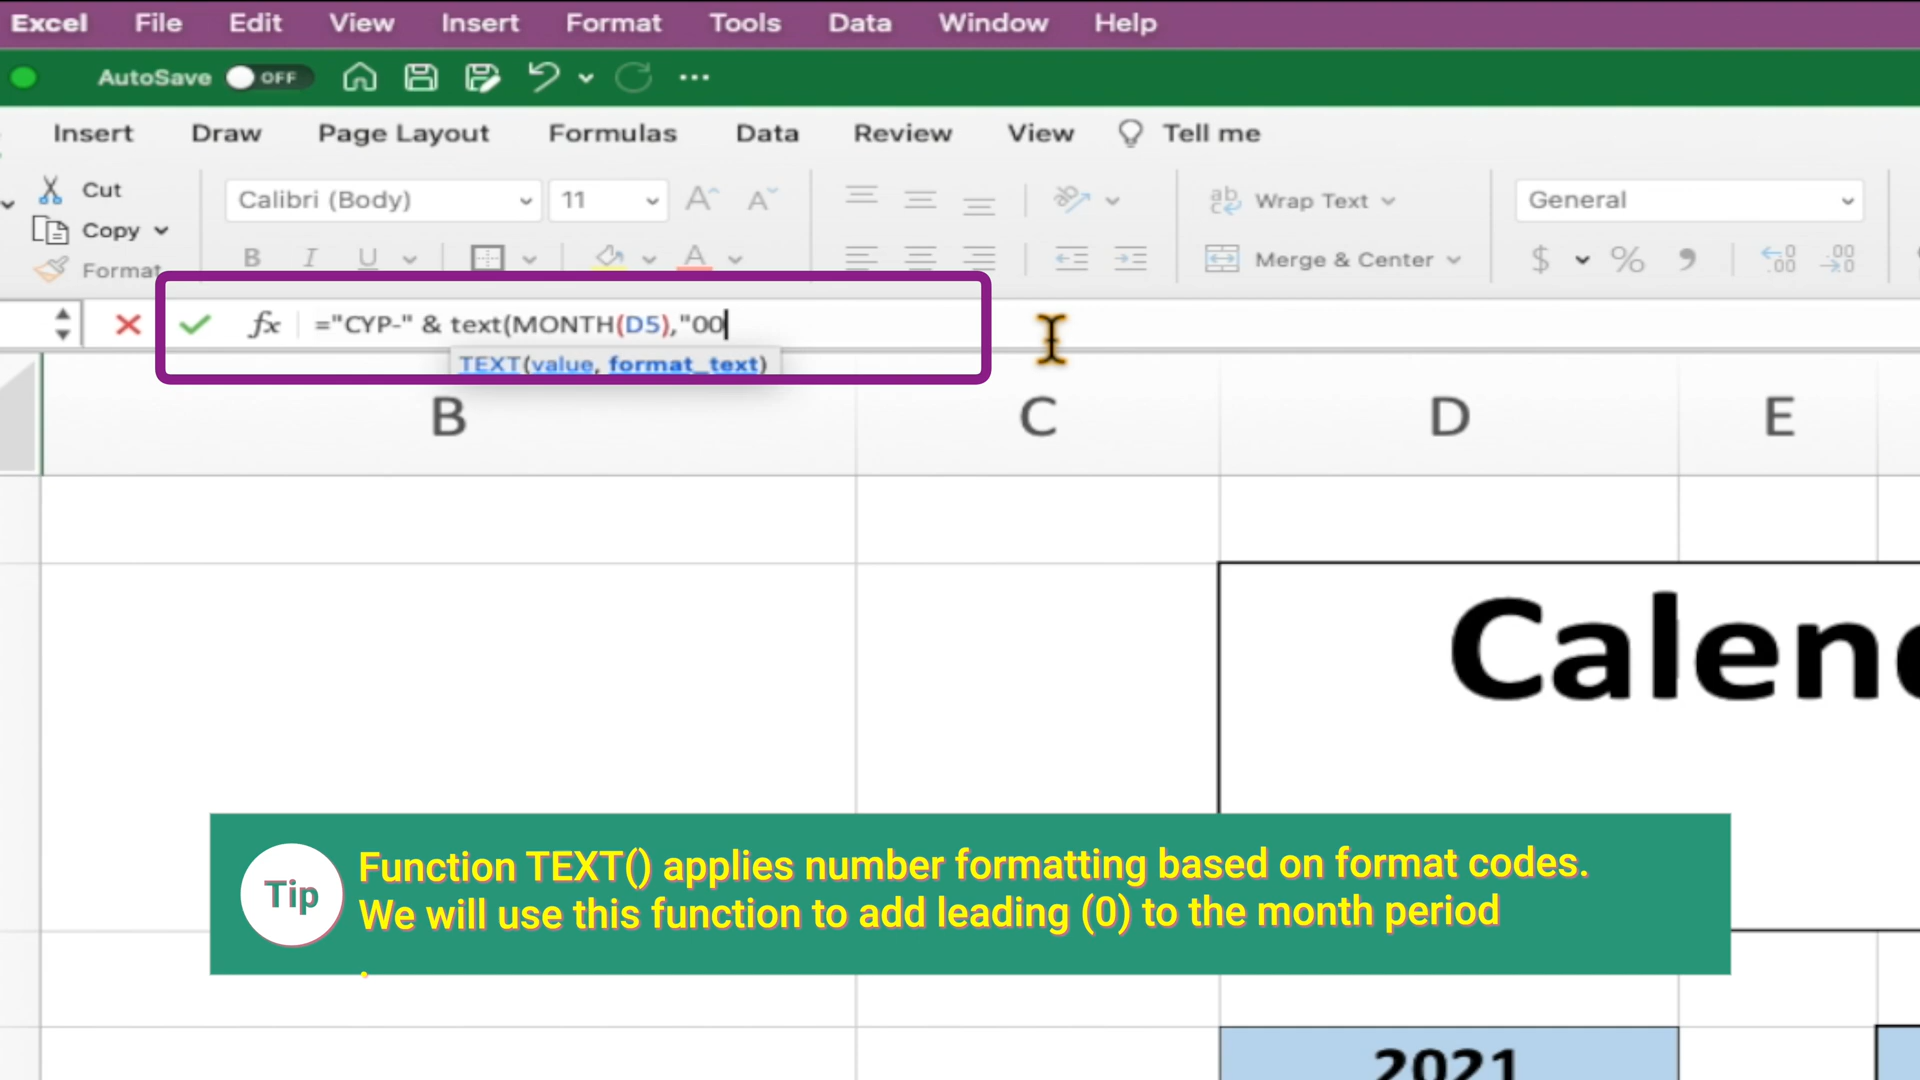 Excel File Edit View Insert Format Tools Data Window Help
AutoSave OFF
Insert Draw Page Layout Formulas Data Review View Tell me
Cut
Calibri (Body) 11 A A Wrap Text General
Copy
B I U A Merge & Center $ % , .00 .00
Format
fx ="CYP-" & text(MONTH(D5),"00
TEXT(value, format_text)
B C D E
Calen
Tip
Function TEXT() applies number formatting based on format codes.
We will use this function to add leading (0) to the month period
.
2021